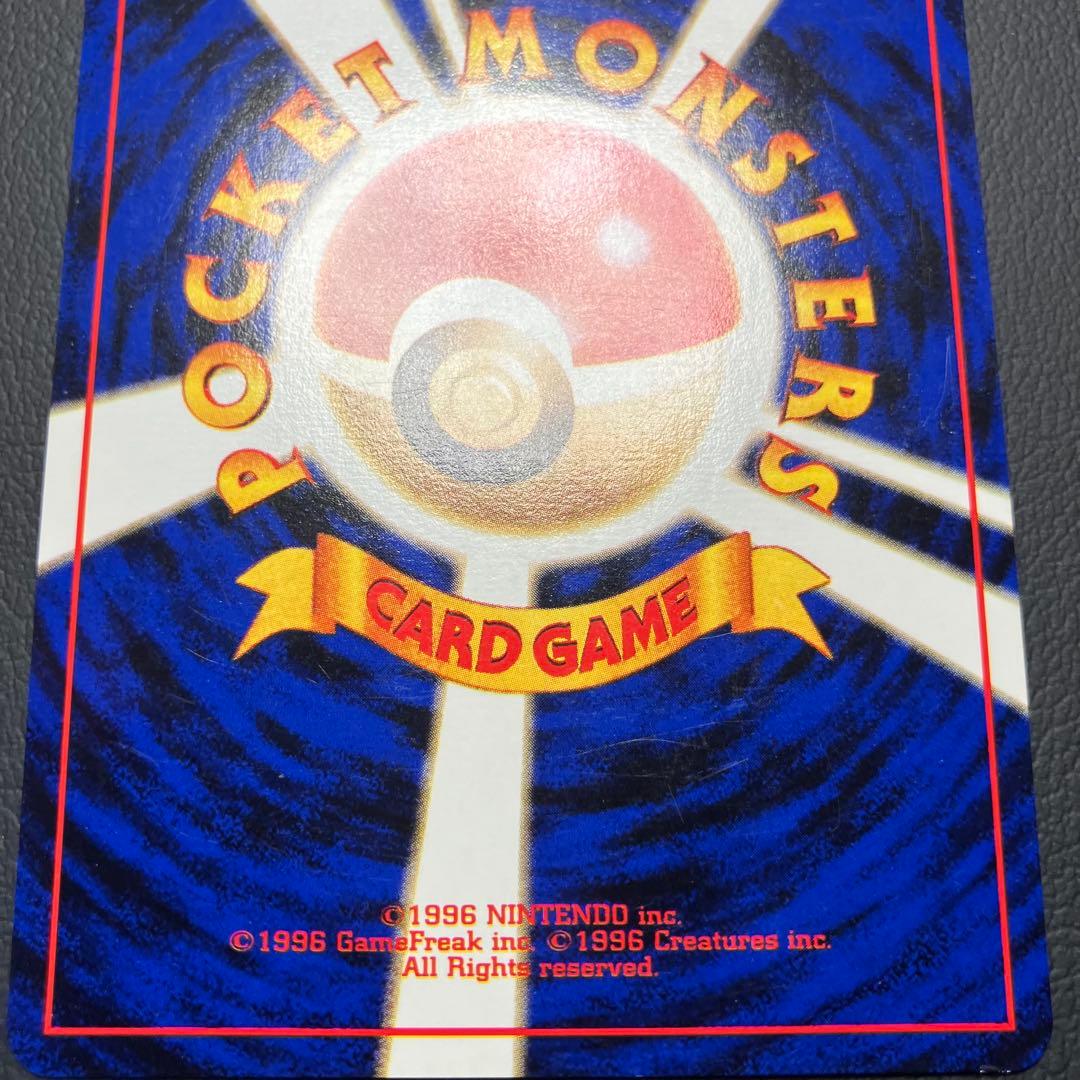 POCKET MONSTERS
CARD GAME
©1996 NINTENDO inc.
©1996 GameFreak inc. ©1996 Creatures inc.
All Rights reserved.